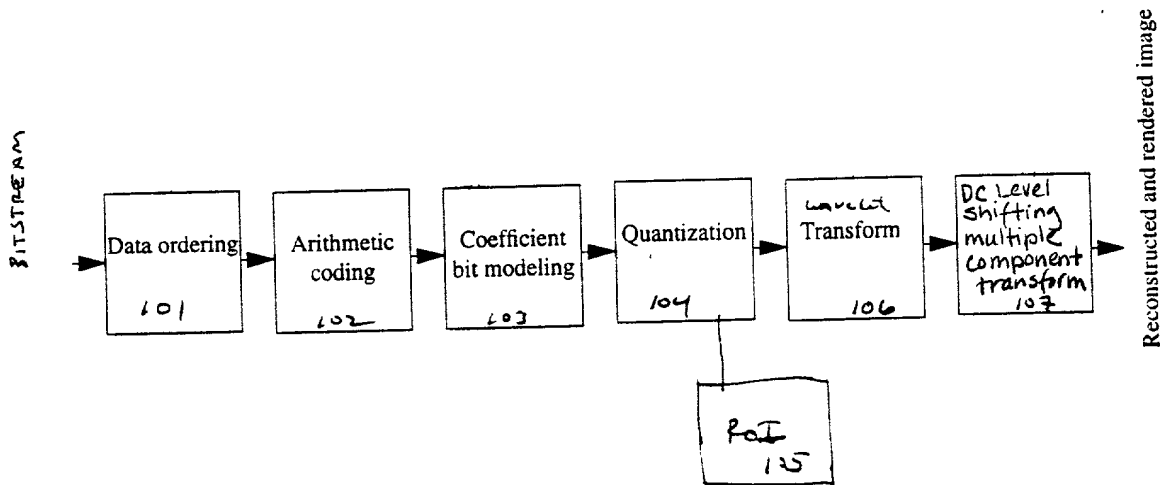 BITSTREAM
Data ordering
101
Arithmetic
coding
102
Coefficient
bit modeling
103
Quantization
104
wavelet
Transform
106
DC Level
shifting
multiple
component
transform
107
Reconstructed and rendered image
RoI